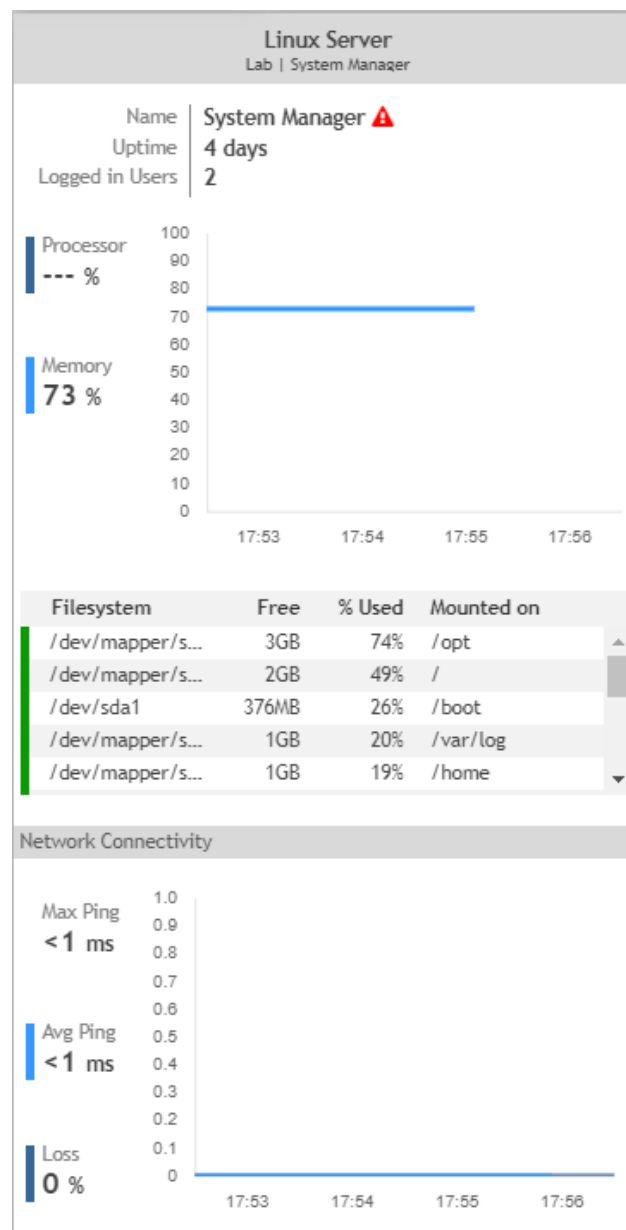 Linux Server
Lab | System Manager
Name System Manager
Uptime 4 days
Logged in Users 2
Processor
--- %
Memory
73 %
100
90
80
70
60
50
40
30
20
10
0
17:53 17:54 17:55 17:56
Filesystem Free % Used Mounted on
/dev/mapper/s... 3GB 74% /opt
/dev/mapper/s... 2GB 49% /
/dev/sda1 376MB 26% /boot
/dev/mapper/s... 1GB 20% /var/log
/dev/mapper/s... 1GB 19% /home
Network Connectivity
Max Ping
<1 ms
Avg Ping
<1 ms
Loss
0 %
1.0
0.9
0.8
0.7
0.6
0.5
0.4
0.3
0.2
0.1
0
17:53 17:54 17:55 17:56